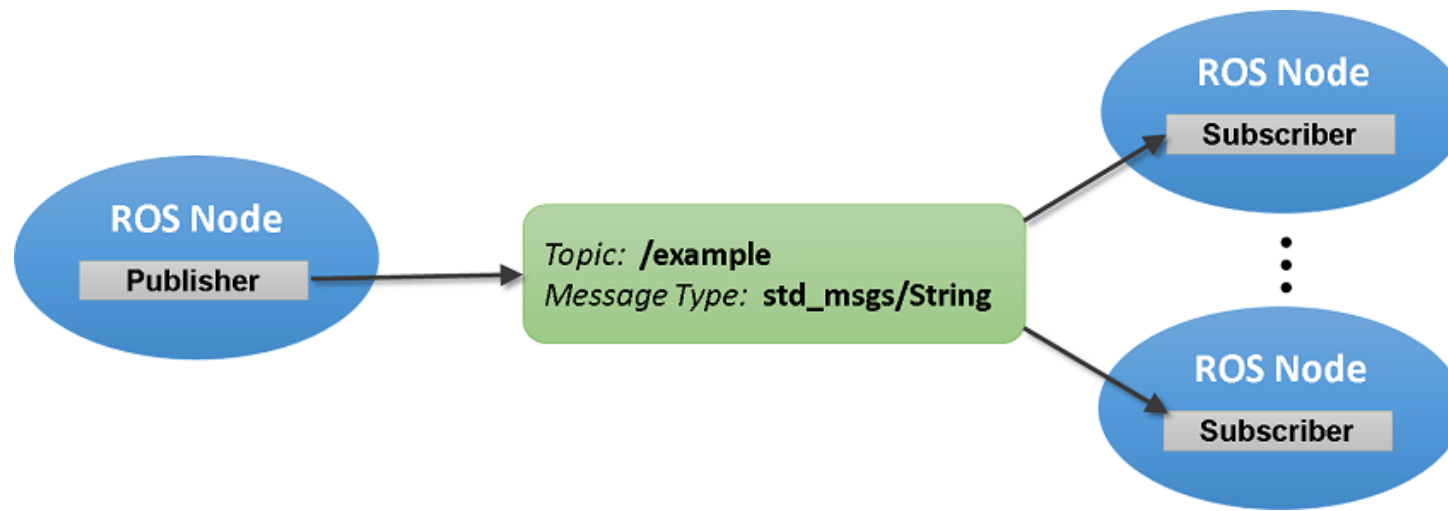 ROS Node
Publisher
Topic: /example
Message Type: std_msgs/String
ROS Node
Subscriber
ROS Node
Subscriber